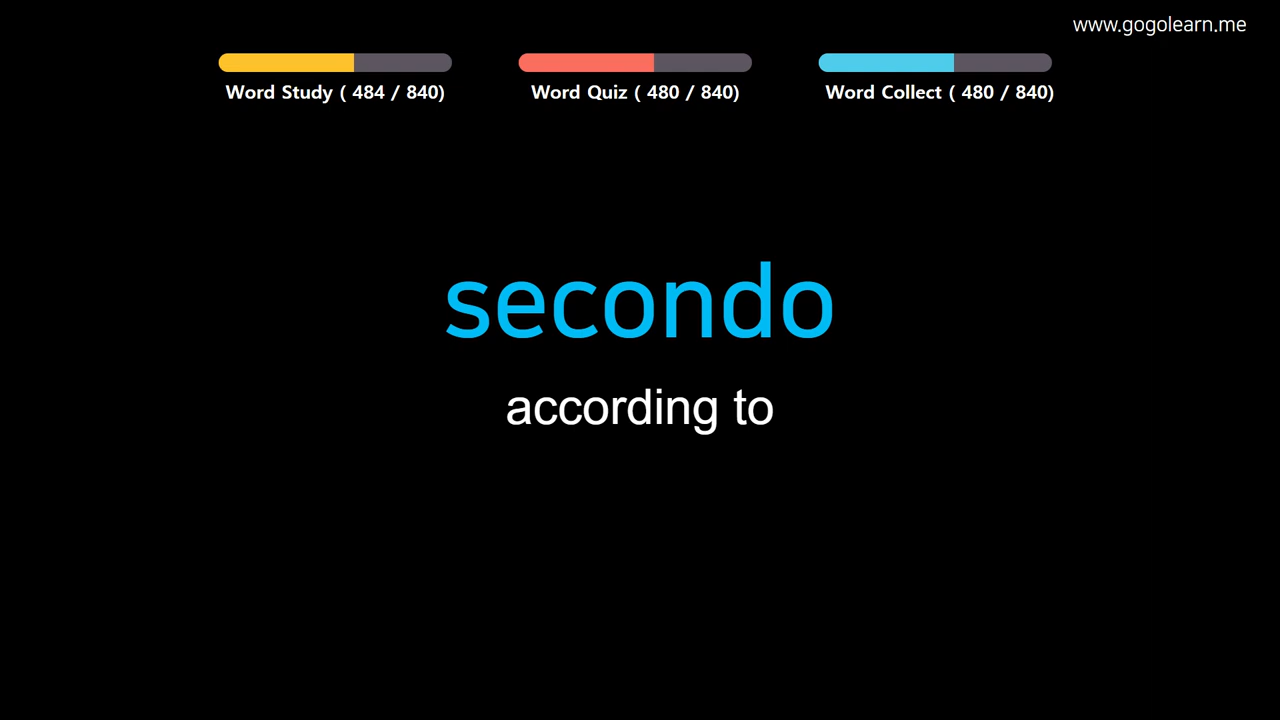 www.gogolearn.me
Word Study ( 484 / 840)
Word Quiz ( 480 / 840)
Word Collect ( 480 / 840)
secondo
according to